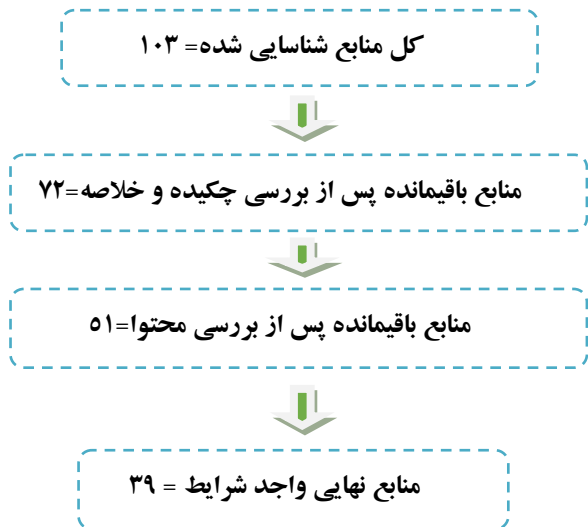 کل منابع شناسایی شده= ۱۰۳
منابع باقیمانده پس از بررسی چکیده و خلاصه=۷۲
منابع باقیمانده پس از بررسی محتوا=۵۱
منابع نهایی واجد شرایط = ۳۹